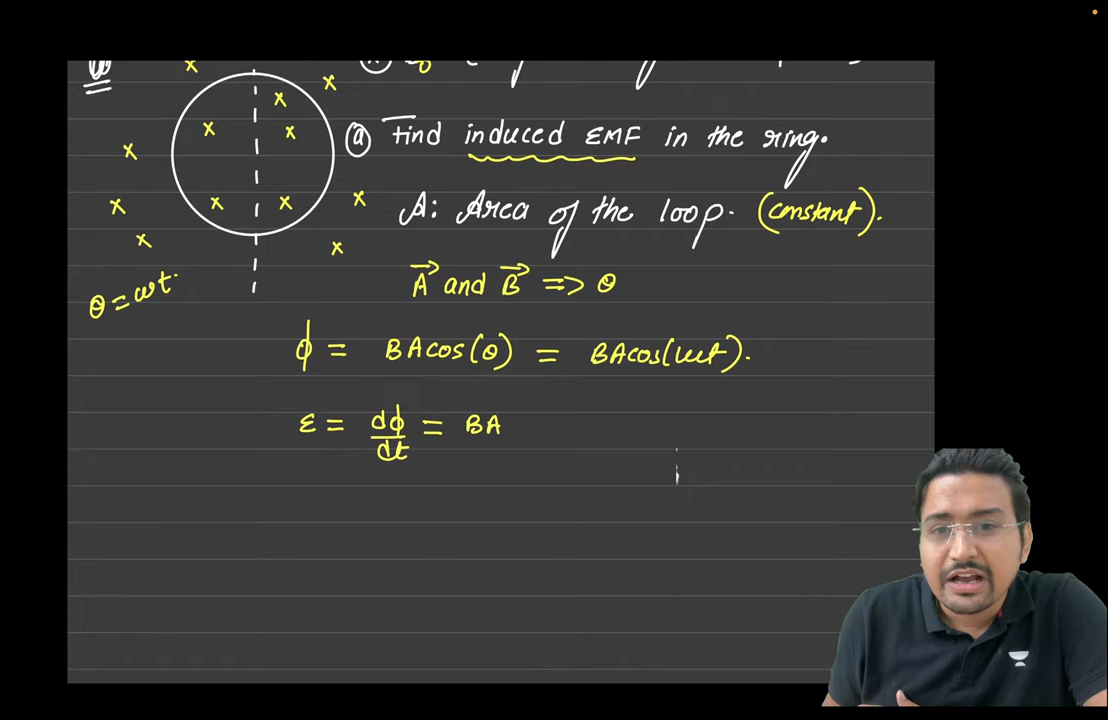 (a) Find induced EMF in the ring.
A: Area of the loop. (constant).
A⃗ and B⃗ => θ
θ = ωt.
ϕ = BAcos(θ) = BAcos(ωt).
ε = dϕ/dt = BA